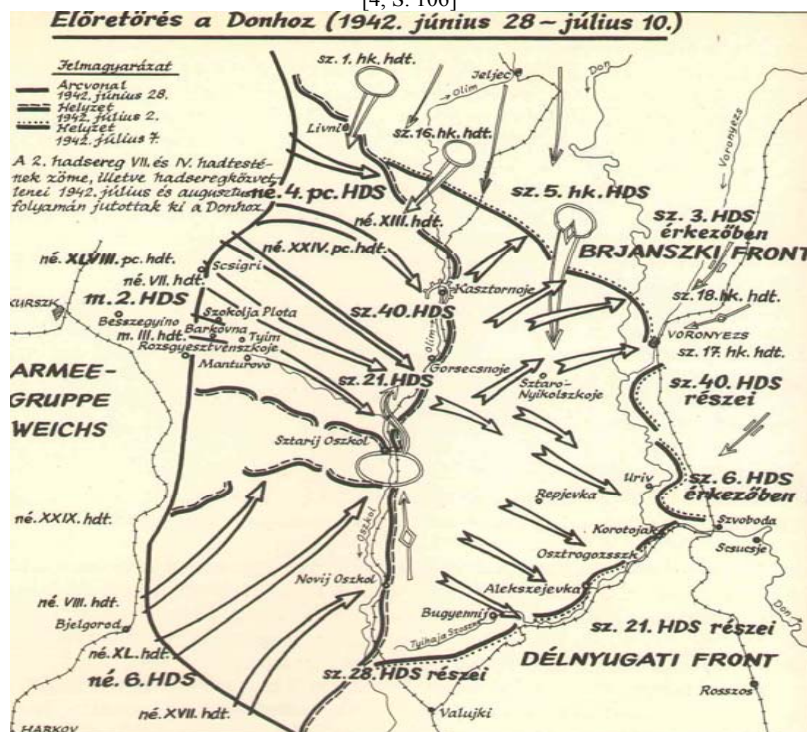 [4, S. 106]
Előretörés a Donhoz (1942. június 28 – július 10.)
Jelmagyarázat
Arcvonal
1942. június 28.
Helyzet
1942. július 2.
Helyzet
1942. július 7.
A 2. hadsereg VII. és IV. hadtesté-
nek zöme, illetve hadseregközvet-
lenei 1942. július és augusztus
folyamán jutottak ki a Donhoz.
sz. 1. hk. hdt.
Jeljec
Olim
Don
Livni
sz. 16. hk. hdt.
Voronyezs
né. 4. pc. HDS
sz. 5. hk. HDS
né. XIII. hdt.
sz. 3. HDS
érkezőben
né. XXIV. pc. hdt.
BRJANSZKI FRONT
né. XLVIII. pc. hdt.
Scsigri
né. VII. hdt.
Kasztornoje
sz. 18. hk. hdt.
KURSZK
m. 2. HDS
sz. 40. HDS
Besszegyino
Szokolja Plota
Barkovna
Tyim
m. III. hdt.
Rozsgyesztvenszkoje
Manturovo
Olim
Gorsecsnoje
VORONYEZS
sz. 17. hk. hdt.
ARMEE-
GRUPPE
WEICHS
sz. 21. HDS
Sztaro-
Nyikolszkoje
sz. 40. HDS
részei
Sztarij Oszkol
Uriv
sz. 6. HDS
érkezőben
Repjevka
né. XXIX. hdt.
Oszkol
Korotojak
Szvoboda
Osztrogozsszk
Scsucsje
Novij Oszkol
Alekszejevka
né. VIII. hdt.
Bjelgorod
Bugyennij
Don
Tyihaja Szoszna
sz. 21. HDS részei
né. XL. hdt.
DÉLNYUGATI FRONT
né. 6. HDS
sz. 28. HDS részei
Rosszos
né. XVII. hdt.
Valujki
HARKOV